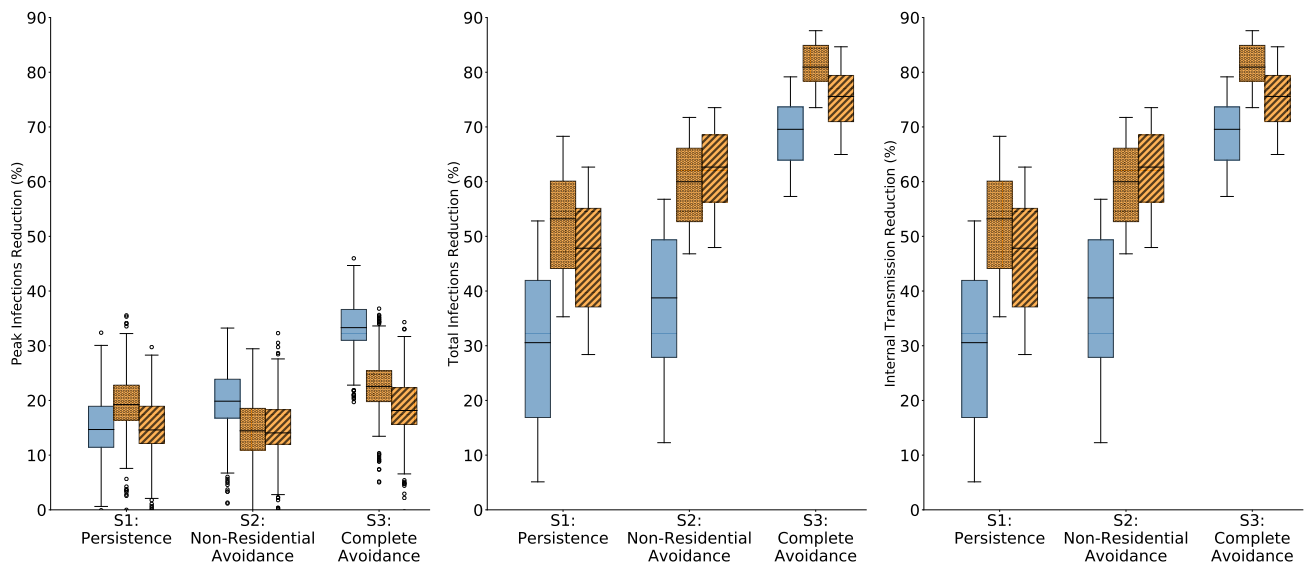 Peak Infections Reduction (%)
90
80
70
60
50
40
30
20
10
0
S1:
Persistence
S2:
Non-Residential
Avoidance
S3:
Complete
Avoidance
Total Infections Reduction (%)
90
80
70
60
50
40
30
20
10
0
S1:
Persistence
S2:
Non-Residential
Avoidance
S3:
Complete
Avoidance
Internal Transmission Reduction (%)
90
80
70
60
50
40
30
20
10
0
S1:
Persistence
S2:
Non-Residential
Avoidance
S3:
Complete
Avoidance